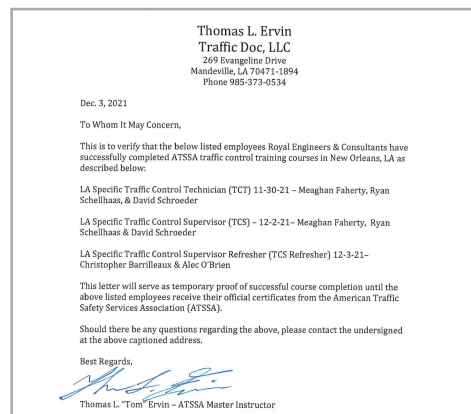 Thomas L. Ervin
Traffic Doc, LLC
269 Evangeline Drive
Mandeville, LA 70471-1894
Phone 985-373-0534
Dec. 3, 2021
To Whom It May Concern,
This is to verify that the below listed employees Royal Engineers & Consultants have
successfully completed ATSSA traffic control training courses in New Orleans, LA as
described below:
LA Specific Traffic Control Technician (TCT) 11-30-21 – Meaghan Faherty, Ryan
Schellhaas, & David Schroeder
LA Specific Traffic Control Supervisor (TCS) – 12-2-21– Meaghan Faherty, Ryan
Schellhaas & David Schroeder
LA Specific Traffic Control Supervisor Refresher (TCS Refresher) 12-3-21–
Christopher Barrilleaux & Alec O'Brien
This letter will serve as temporary proof of successful course completion until the
above listed employees receive their official certificates from the American Traffic
Safety Services Association (ATSSA).
Should there be any questions regarding the above, please contact the undersigned
at the above captioned address.
Best Regards,
Thomas L. "Tom" Ervin – ATSSA Master Instructor